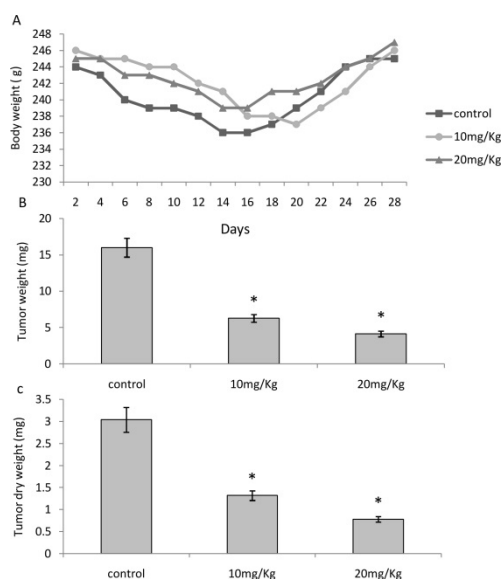 A
Body weight ( g)
248
246
244
242
240
238
236
234
232
230
2 4 6 8 10 12 14 16 18 20 22 24 26 28
Days
control
10mg/Kg
20mg/Kg
B
Tumor weight (mg)
20
15
10
5
0
*
*
control 10mg/Kg 20mg/Kg
c
Tumor dry weight (mg)
3.5
3
2.5
2
1.5
1
0.5
0
*
*
control 10mg/Kg 20mg/Kg